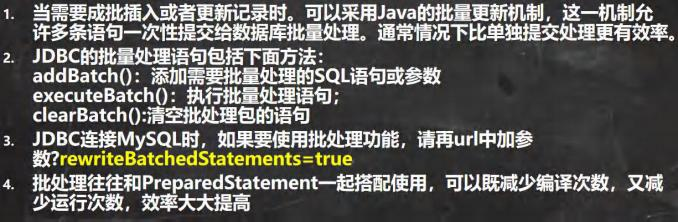 1. 当需要成批插入或者更新记录时。可以采用Java的批量更新机制，这一机制允
许多条语句一次性提交给数据库批量处理。通常情况下比单独提交处理更有效率。
2. JDBC的批量处理语句包括下面方法：
addBatch()：添加需要批量处理的SQL语句或参数
executeBatch()：执行批量处理语句；
clearBatch():清空批处理包的语句
3. JDBC连接MySQL时，如果要使用批处理功能，请再url中加参
数?rewriteBatchedStatements=true
4. 批处理往往和PreparedStatement一起搭配使用，可以既减少编译次数，又减
少运行次数，效率大大提高